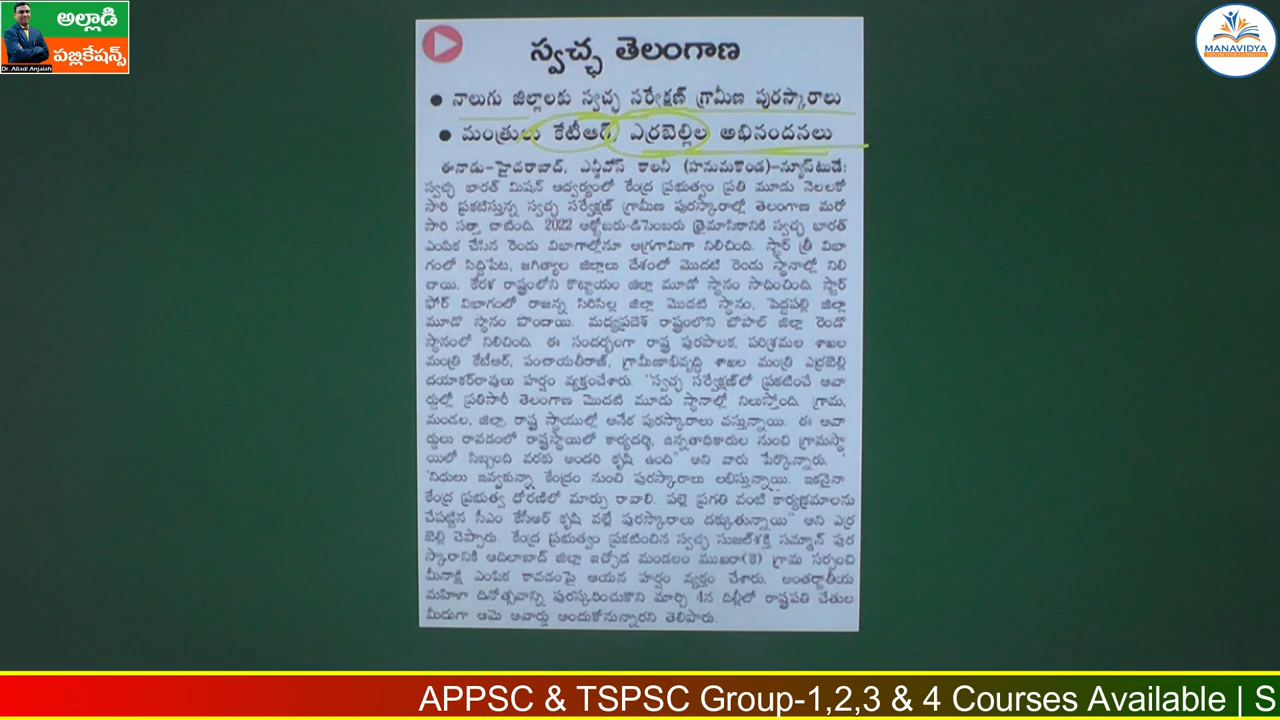 అల్లాడి
పబ్లికేషన్స్
Dr. Alladi Anjaiah
MANAVIDYA
స్వచ్ఛ తెలంగాణ
● నాలుగు జిల్లాలకు స్వచ్ఛ సర్వేక్షణ్ గ్రామీణ పురస్కారాలు
● మంత్రులు కేటీఆర్, ఎర్రబెల్లిల అభినందనలు
ఈనాడు-హైదరాబాద్, ఎన్జీవోస్ కాలనీ (హనుమకొండ)-న్యూస్‌టుడే:
స్వచ్ఛ భారత్ మిషన్ ఆధ్వర్యంలో కేంద్ర ప్రభుత్వం ప్రతి మూడు నెలలకో
సారి ప్రకటిస్తున్న స్వచ్ఛ సర్వేక్షణ్ గ్రామీణ పురస్కారాల్లో తెలంగాణ మరో
సారి సత్తా చాటింది. 2022 అక్టోబరు-డిసెంబరు త్రైమాసికానికి స్వచ్ఛ భారత్
ఎంపిక చేసిన రెండు విభాగాల్లోనూ అగ్రగామిగా నిలిచింది. స్టార్ త్రీ విభా
గంలో సిద్దిపేట, జగిత్యాల జిల్లాలు దేశంలో మొదటి రెండు స్థానాల్లో నిలి
చాయి. కేరళ రాష్ట్రంలోని కొట్టాయం జిల్లా మూడో స్థానం సాధించింది. స్టార్
ఫోర్ విభాగంలో రాజన్న సిరిసిల్ల జిల్లా మొదటి స్థానం, పెద్దపల్లి జిల్లా
మూడో స్థానం పొందాయి. మధ్యప్రదేశ్ రాష్ట్రంలోని భోపాల్ జిల్లా రెండో
స్థానంలో నిలిచింది. ఈ సందర్భంగా రాష్ట్ర పురపాలక, పరిశ్రమల శాఖల
మంత్రి కేటీఆర్, పంచాయతీరాజ్, గ్రామీణాభివృద్ధి శాఖల మంత్రి ఎర్రబెల్లి
దయాకర్‌రావులు హర్షం వ్యక్తంచేశారు. "స్వచ్ఛ సర్వేక్షణ్‌లో ప్రకటించే అవా
ర్డుల్లో ప్రతిసారీ తెలంగాణ మొదటి మూడు స్థానాల్లో నిలుస్తోంది. గ్రామ,
మండల, జిల్లా, రాష్ట్ర స్థాయుల్లో అనేక పురస్కారాలు వస్తున్నాయి. ఈ అవా
ర్డులు రావడంలో రాష్ట్రస్థాయిలో కార్యదర్శి, ఉన్నతాధికారుల నుంచి గ్రామస్థా
యిలో సిబ్బంది వరకు అందరి కృషి ఉంది" అని వారు పేర్కొన్నారు.
'నిధులు ఇవ్వకున్నా కేంద్రం నుంచి పురస్కారాలు లభిస్తున్నాయి. ఇకనైనా
కేంద్ర ప్రభుత్వ ధోరణిలో మార్పు రావాలి. పల్లె ప్రగతి వంటి కార్యక్రమాలను
చేపట్టిన సీఎం కేసీఆర్ కృషి వల్లే పురస్కారాలు దక్కుతున్నాయి" అని ఎర్ర
బెల్లి చెప్పారు. కేంద్ర ప్రభుత్వం ప్రకటించిన స్వచ్ఛ సుజల్‌శక్తి సమ్మాన్ పుర
స్కారానికి ఆదిలాబాద్ జిల్లా ఇచ్చోడ మండలం ముఖరా(కె) గ్రామ సర్పంచి
మీనాక్షి ఎంపిక కావడంపై ఆయన హర్షం వ్యక్తం చేశారు. అంతర్జాతీయ
మహిళా దినోత్సవాన్ని పురస్కరించుకొని మార్చి 4న దిల్లీలో రాష్ట్రపతి చేతుల
మీదుగా ఆమె అవార్డు అందుకోనున్నారని తెలిపారు.
APPSC & TSPSC Group-1,2,3 & 4 Courses Available | S